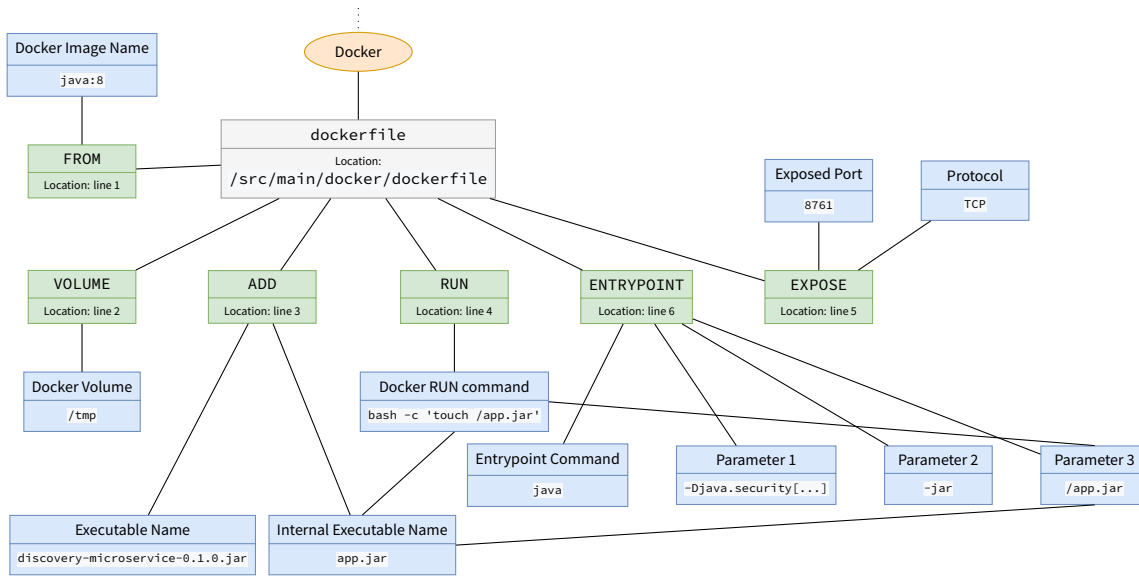 Docker Image Name
java:8
Docker
dockerfile
Location:
/src/main/docker/dockerfile
FROM
Location: line 1
Exposed Port
8761
Protocol
TCP
VOLUME
Location: line 2
ADD
Location: line 3
RUN
Location: line 4
ENTRYPOINT
Location: line 6
EXPOSE
Location: line 5
Docker Volume
/tmp
Docker RUN command
bash -c 'touch /app.jar'
Entrypoint Command
java
Parameter 1
-Djava.security[...]
Parameter 2
-jar
Parameter 3
/app.jar
Executable Name
discovery-microservice-0.1.0.jar
Internal Executable Name
app.jar